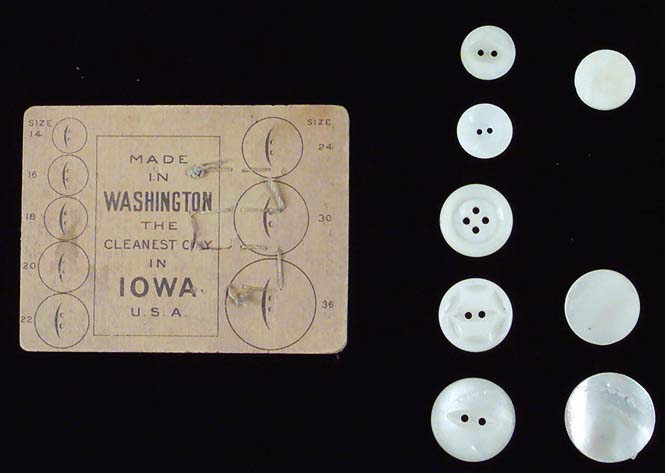 SIZE
14
16
18
20
22
MADE
IN
WASHINGTON
THE
CLEANEST CITY
IN
IOWA
U.S.A.
SIZE
24
30
36